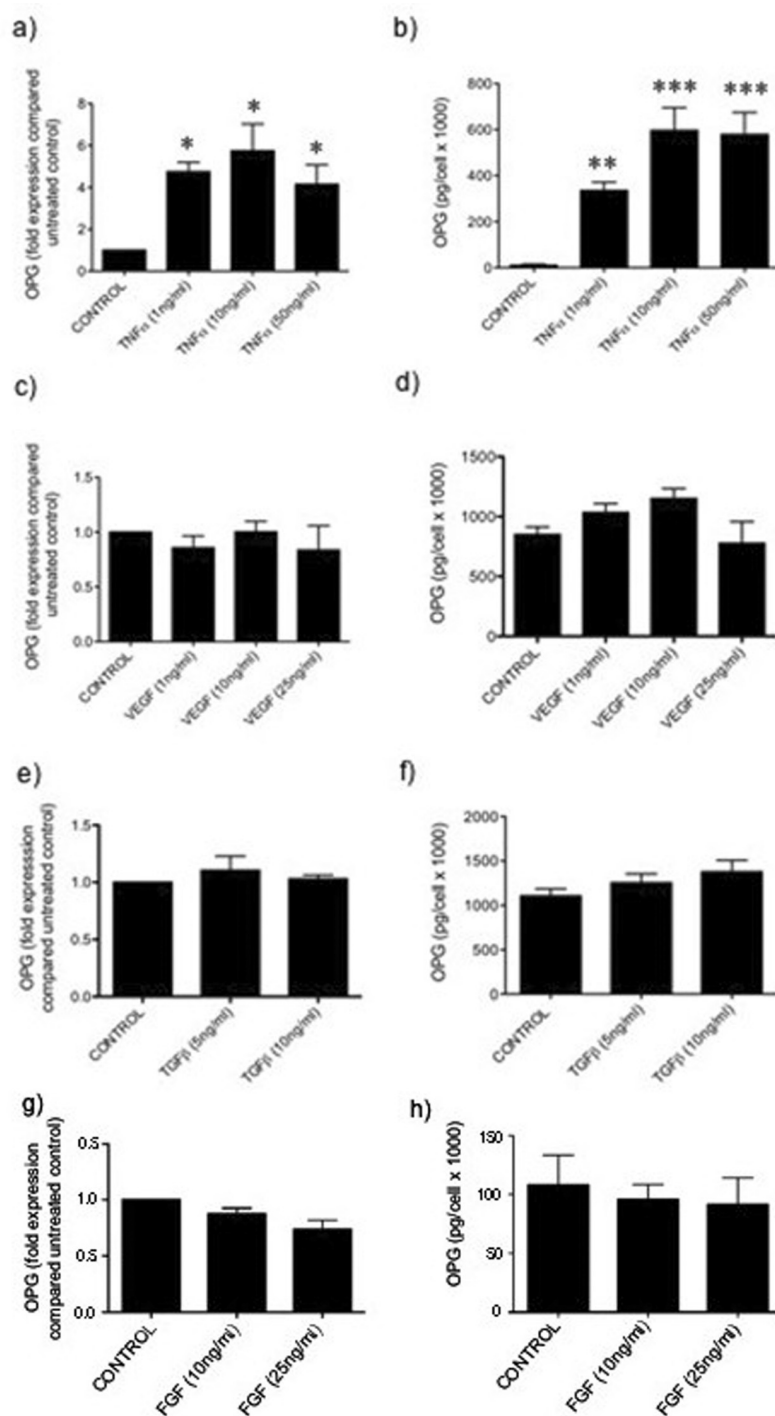 a)
OPG (fold expression compared
untreated control)
8
6
4
2
0
*
*
*
CONTROL
TNFα (1ng/ml)
TNFα (10ng/ml)
TNFα (50ng/ml)
b)
OPG (pg/cell x 1000)
800
600
400
200
0
**
***
***
CONTROL
TNFα (1ng/ml)
TNFα (10ng/ml)
TNFα (50ng/ml)
c)
OPG (fold expression compared
untreated control)
1.5
1.0
0.5
0.0
CONTROL
VEGF (1ng/ml)
VEGF (10ng/ml)
VEGF (25ng/ml)
d)
OPG (pg/cell x 1000)
1500
1000
500
0
CONTROL
VEGF (1ng/ml)
VEGF (10ng/ml)
VEGF (25ng/ml)
e)
OPG (fold expresssion
compared untreated control)
1.5
1.0
0.5
0.0
CONTROL
TGFβ (5ng/ml)
TGFβ (10ng/ml)
f)
OPG (pg/cell x 1000)
2000
1500
1000
500
0
CONTROL
TGFβ (5ng/ml)
TGFβ (10ng/ml)
g)
OPG (fold expression
compared untreated control)
0.5
1.0
0.5
0.0
CONTROL
FGF (10ng/ml)
FGF (25ng/ml)
h)
OPG (pg/cell x 1000)
150
100
50
0
CONTROL
FGF (10ng/ml)
FGF (25ng/ml)